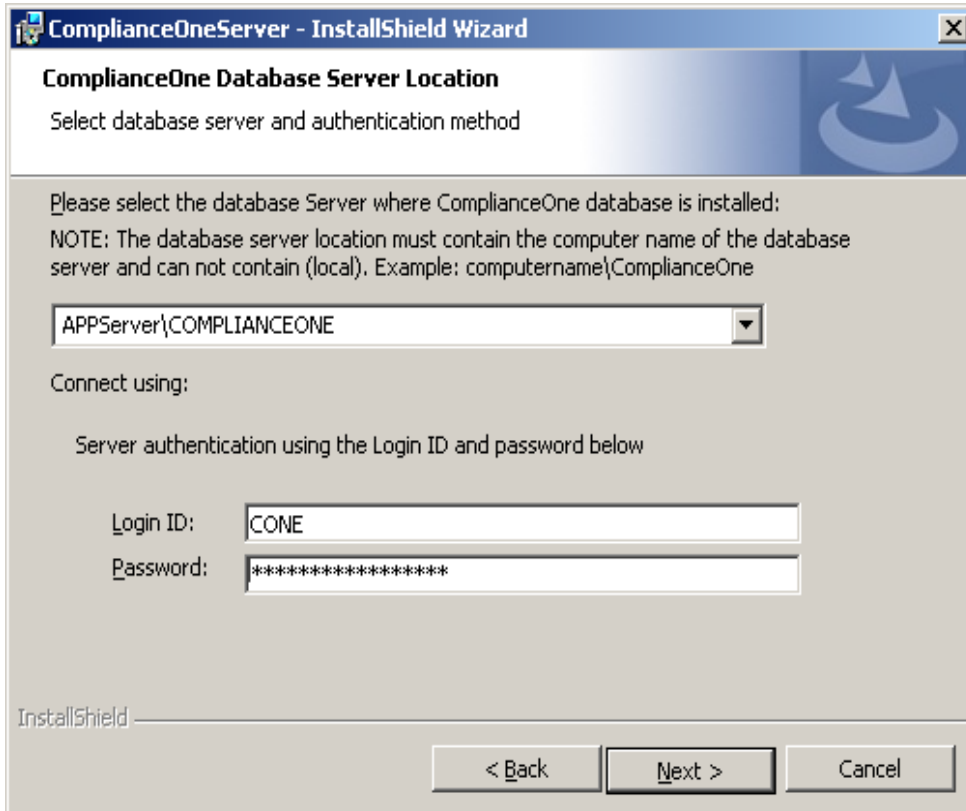 ComplianceOneServer - InstallShield Wizard
ComplianceOne Database Server Location
Select database server and authentication method
Please select the database Server where ComplianceOne database is installed:
NOTE: The database server location must contain the computer name of the database
server and can not contain (local). Example: computername\ComplianceOne
APPServer\COMPLIANCEONE
Connect using:
Server authentication using the Login ID and password below
Login ID: CONE
Password: *****************
InstallShield
< Back Next > Cancel